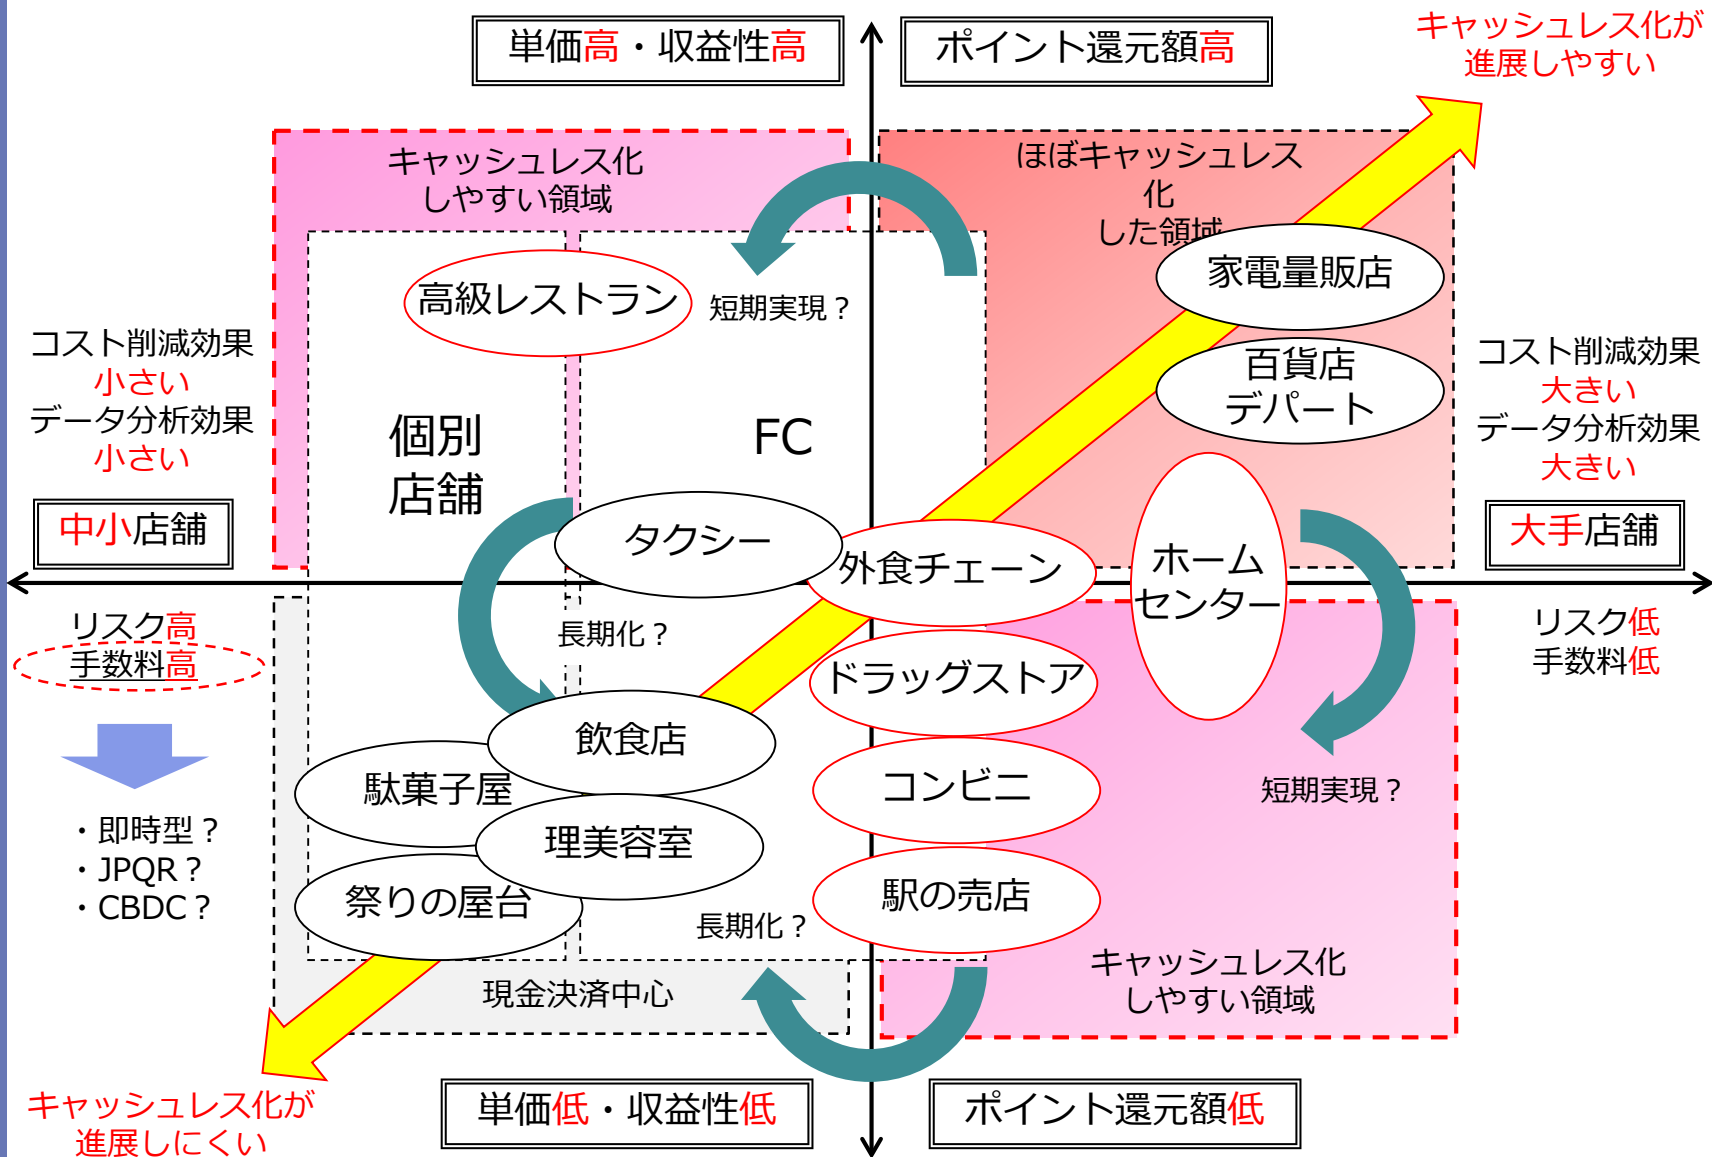 単価高・収益性高
ポイント還元額高
キャッシュレス化が
進展しやすい
キャッシュレス化
しやすい領域
ほぼキャッシュレス
化
した領域
家電量販店
高級レストラン
短期実現？
コスト削減効果
小さい
データ分析効果
小さい
百貨店
デパート
コスト削減効果
大きい
データ分析効果
大きい
個別
店舗
FC
中小店舗
タクシー
外食チェーン
ホーム
センター
大手店舗
リスク高
手数料高
長期化？
リスク低
手数料低
ドラッグストア
飲食店
駄菓子屋
コンビニ
短期実現？
・即時型？
・JPQR？
・CBDC？
理美容室
祭りの屋台
駅の売店
長期化？
キャッシュレス化
しやすい領域
現金決済中心
キャッシュレス化が
進展しにくい
単価低・収益性低
ポイント還元額低